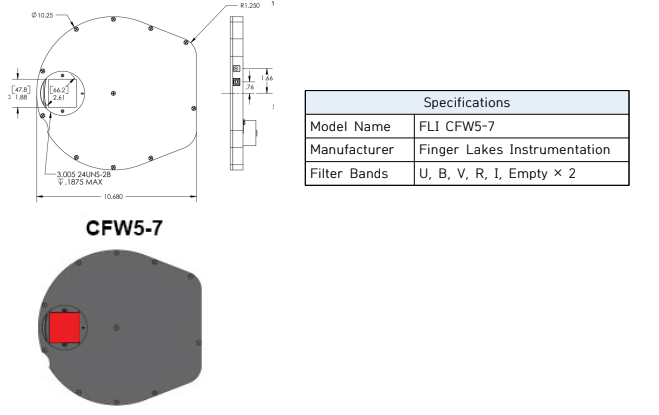 R1.250
Ø10.25
1.66
.76
[47.8]
1.88
[66.2]
2.61
3.005 24UNS-2B
.1875 MAX
10.680
CFW5-7
Specifications
Model Name FLI CFW5-7
Manufacturer Finger Lakes Instrumentation
Filter Bands U, B, V, R, I, Empty × 2